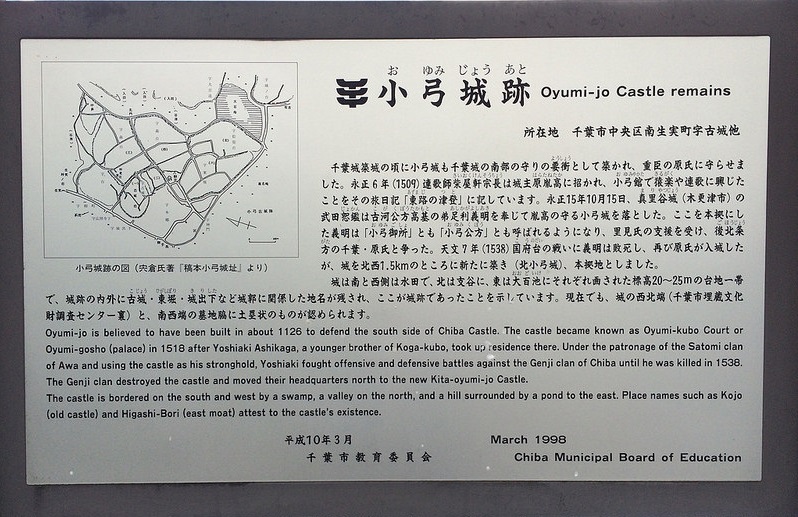 小弓城跡 Oyumi-jo Castle remains
お ゆみ じょう あと
所在地 千葉市中央区南生実町字古城他
千葉城築城の頃に小弓城も千葉城の南部の守りの要衝として築かれ、重臣の原氏に守らせま
した。永正6年(1509)連歌師柴屋軒宗長は城主原胤高に招かれ、小弓館で猿楽や連歌に興じた
ことをその旅日記「東路の津登」に記しています。永正15年10月15日、真里谷城(木更津市)の
武田恕鑑は古河公方高基の弟足利義明を奉じて胤高の守る小弓城を落とした。ここを本拠にし
た義明は「小弓御所」とも「小弓公方」とも呼ばれるようになり、里見氏の支援を受け、後北条
方の千葉・原氏と争った。天文7年(1538)国府台の戦いに義明は敗死し、再び原氏が入城した
が、城を北西1.5kmのところに新たに築き(北小弓城)、本拠地としました。
城は南と西側は水田で、北は支谷に、東は大百池にそれぞれ画された標高20〜25mの台地一帯
で、城跡の内外に古城・東堀・城出下など城郭に関係した地名が残され、ここが城跡であったことを示しています。現在でも、城の西北端(千葉市埋蔵文化
財調査センター裏)と、南西端の墓地脇に土塁状のものが認められます。
小弓城跡の図(宍倉氏著「稿本小弓城址」より)
小弓古城跡
Oyumi-jo is believed to have been built in about 1126 to defend the south side of Chiba Castle. The castle became known as Oyumi-kubo Court or
Oyumi-gosho (palace) in 1518 after Yoshiaki Ashikaga, a younger brother of Koga-kubo, took up residence there. Under the patronage of the Satomi clan
of Awa and using the castle as his stronghold, Yoshiaki fought offensive and defensive battles against the Genji clan of Chiba until he was killed in 1538.
The Genji clan destroyed the castle and moved their headquarters north to the new Kita-oyumi-jo Castle.
The castle is bordered on the south and west by a swamp, a valley on the north, and a hill surrounded by a pond to the east. Place names such as Kojo
(old castle) and Higashi-Bori (east moat) attest to the castle's existence.
平成10年3月 March 1998
千葉市教育委員会 Chiba Municipal Board of Education